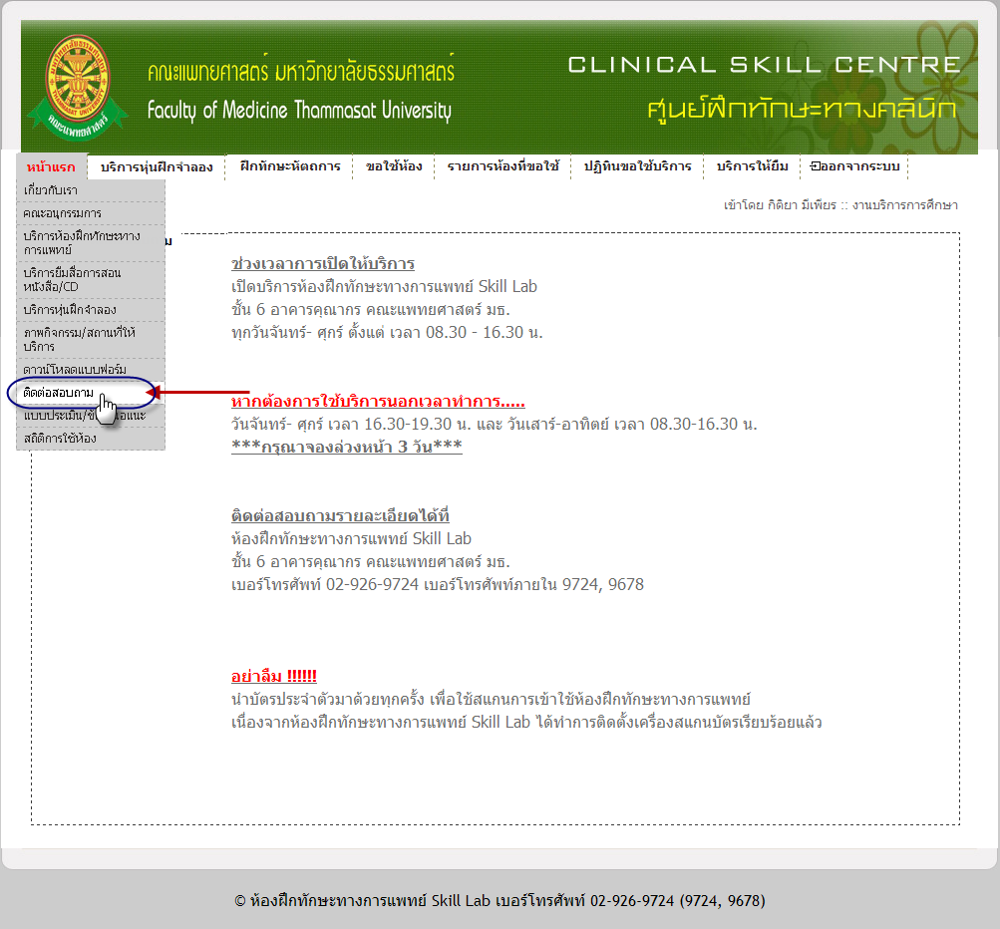 คณะแพทยศาสตร์ มหาวิทยาลัยธรรมศาสตร์
Faculty of Medicine Thammasat University
คณะแพทยศาสตร์
CLINICAL SKILL CENTRE
ศูนย์ฝึกทักษะทางคลินิก
หน้าแรก บริการหุ่นฝึกจำลอง ฝึกทักษะหัตถการ ขอใช้ห้อง รายการห้องที่ขอใช้ ปฏิทินขอใช้บริการ บริการให้ยืม ออกจากระบบ
เข้าโดย กิติยา มีเพียร :: งานบริการการศึกษา
เกี่ยวกับเรา
คณะอนุกรรมการ
บริการห้องฝึกทักษะทาง
การแพทย์
บริการยืมสื่อการสอน
หนังสือ/CD
บริการหุ่นฝึกจำลอง
ภาพกิจกรรม/สถานที่ให้
บริการ
ดาวน์โหลดแบบฟอร์ม
ติดต่อสอบถาม
แบบประเมิน/
สถิติการใช้ห้อง
ช่วงเวลาการเปิดให้บริการ
เปิดบริการห้องฝึกทักษะทางการแพทย์ Skill Lab
ชั้น 6 อาคารคุณากร คณะแพทยศาสตร์ มธ.
ทุกวันจันทร์- ศุกร์ ตั้งแต่ เวลา 08.30 - 16.30 น.
หากต้องการใช้บริการนอกเวลาทำการ.....
วันจันทร์- ศุกร์ เวลา 16.30-19.30 น. และ วันเสาร์-อาทิตย์ เวลา 08.30-16.30 น.
***กรุณาจองล่วงหน้า 3 วัน***
ติดต่อสอบถามรายละเอียดได้ที่
ห้องฝึกทักษะทางการแพทย์ Skill Lab
ชั้น 6 อาคารคุณากร คณะแพทยศาสตร์ มธ.
เบอร์โทรศัพท์ 02-926-9724 เบอร์โทรศัพท์ภายใน 9724, 9678
อย่าลืม !!!!!!
นำบัตรประจำตัวมาด้วยทุกครั้ง เพื่อใช้สแกนการเข้าใช้ห้องฝึกทักษะทางการแพทย์
เนื่องจากห้องฝึกทักษะทางการแพทย์ Skill Lab ได้ทำการติดตั้งเครื่องสแกนบัตรเรียบร้อยแล้ว
© ห้องฝึกทักษะทางการแพทย์ Skill Lab เบอร์โทรศัพท์ 02-926-9724 (9724, 9678)